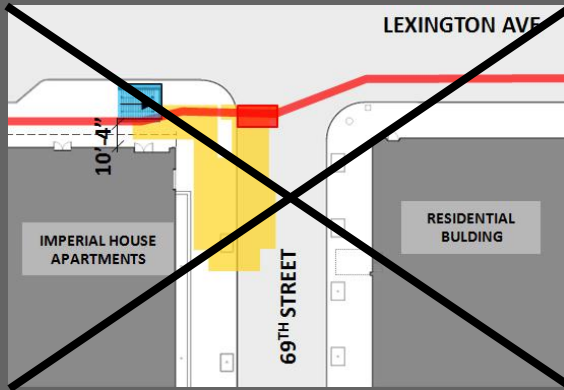 LEXINGTON AVE
10'-4"
IMPERIAL HOUSE
APARTMENTS
RESIDENTIAL
BULDING
69TH STREET